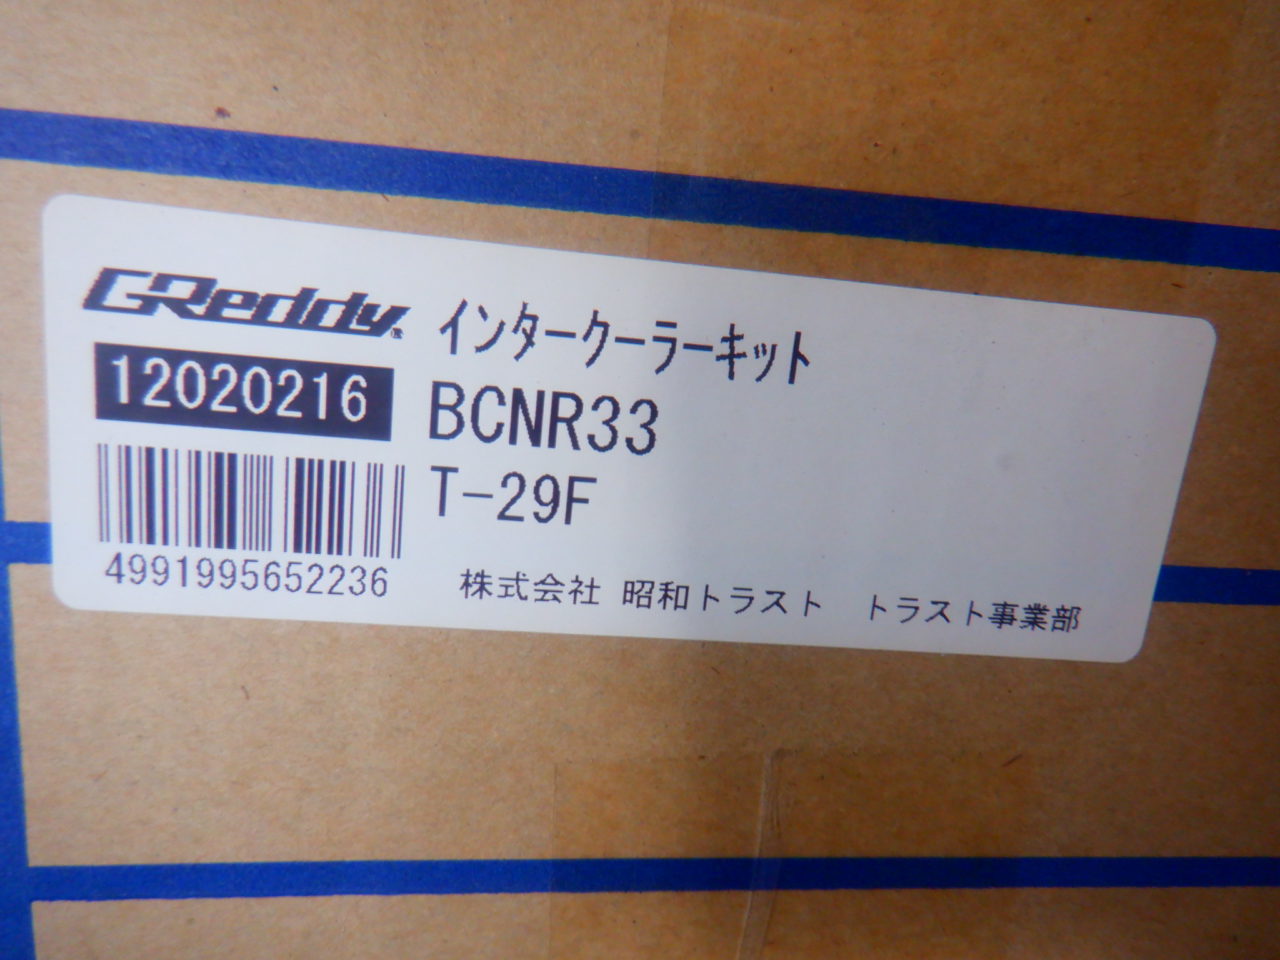 GReddy® インタークーラーキット
12020216 BCNR33
T-29F
4991995652236 株式会社 昭和トラスト トラスト事業部